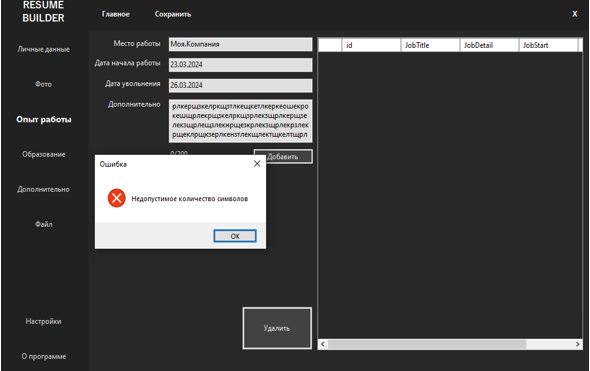 RESUME
BUILDER
Главное
Сохранить
X
Личные данные
Фото
Опыт работы
Образование
Дополнительно
Файл
Настройки
О программе
Место работы
Моя.Компания
Дата начала работы
23.03.2024
Дата увольнения
26.03.2024
Дополнительно
0/200
Добавить
Ошибка
Недопустимое количество символов
OK
Удалить
id
JobTitle
JobDetail
JobStart